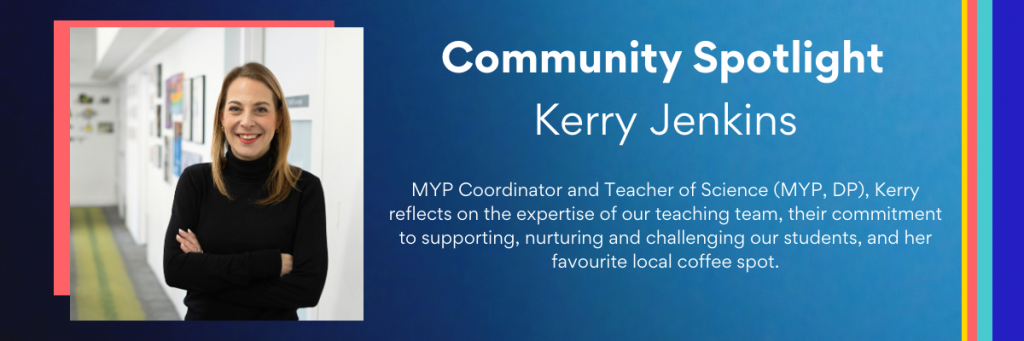 Community Spotlight
Kerry Jenkins
MYP Coordinator and Teacher of Science (MYP, DP), Kerry
reflects on the expertise of our teaching team, their commitment
to supporting, nurturing and challenging our students, and her
favourite local coffee spot.